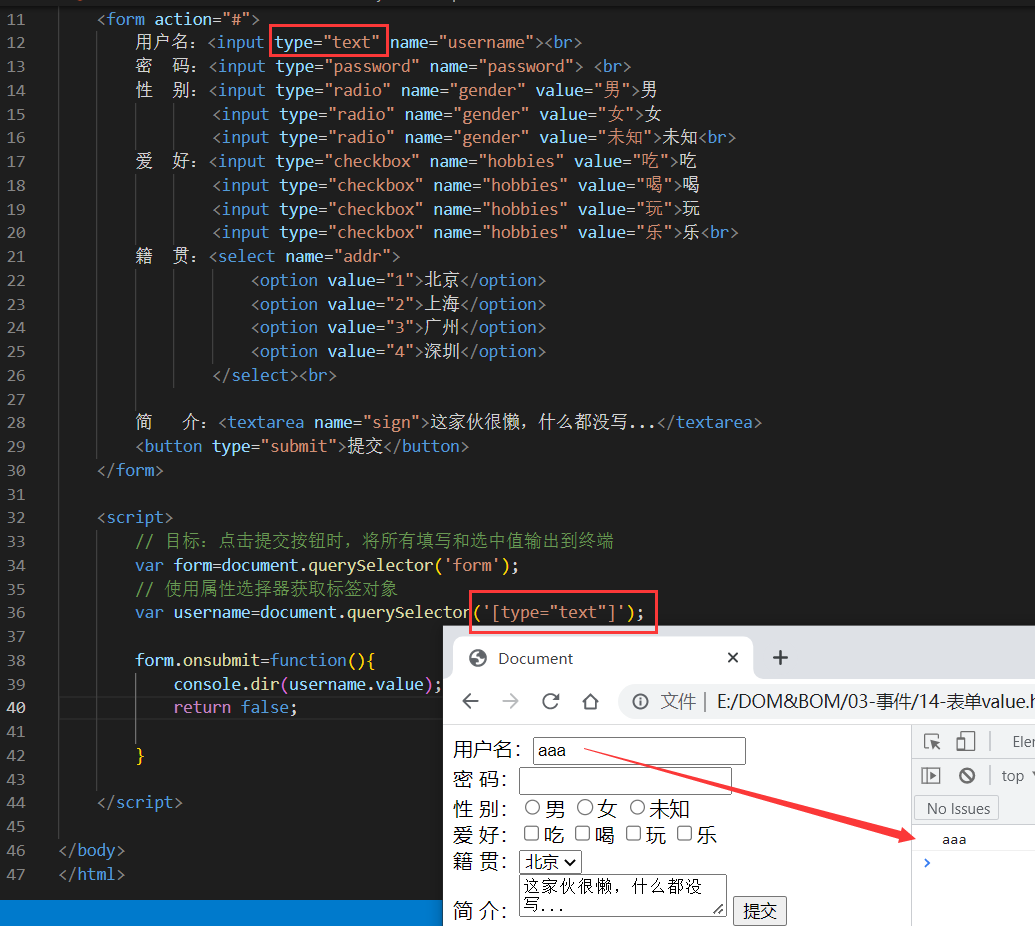 11 <form action="#">
12 用户名：<input type="text" name="username"><br>
13 密 码：<input type="password" name="password"> <br>
14 性 别：<input type="radio" name="gender" value="男">男
15 <input type="radio" name="gender" value="女">女
16 <input type="radio" name="gender" value="未知">未知<br>
17 爱 好：<input type="checkbox" name="hobbies" value="吃">吃
18 <input type="checkbox" name="hobbies" value="喝">喝
19 <input type="checkbox" name="hobbies" value="玩">玩
20 <input type="checkbox" name="hobbies" value="乐">乐<br>
21 籍 贯：<select name="addr">
22 <option value="1">北京</option>
23 <option value="2">上海</option>
24 <option value="3">广州</option>
25 <option value="4">深圳</option>
26 </select><br>
27
28 简 介：<textarea name="sign">这家伙很懒，什么都没写...</textarea>
29 <button type="submit">提交</button>
30 </form>
31
32 <script>
33 // 目标：点击提交按钮时，将所有填写和选中值输出到终端
34 var form=document.querySelector('form');
35 // 使用属性选择器获取标签对象
36 var username=document.querySelector('[type="text"]');
37
38 form.onsubmit=function(){
39 console.dir(username.value);
40 return false;
41
42 }
43
44 </script>
45
46 </body>
47 </html>
Document
文件 E:/DOM&BOM/03-事件/14-表单value.h
用户名：aaa
密 码：
性 别：男 女 未知
爱 好：吃 喝 玩 乐
籍 贯：北京
这家伙很懒，什么都没
写...
简 介： 提交
Eler
top
No Issues
aaa